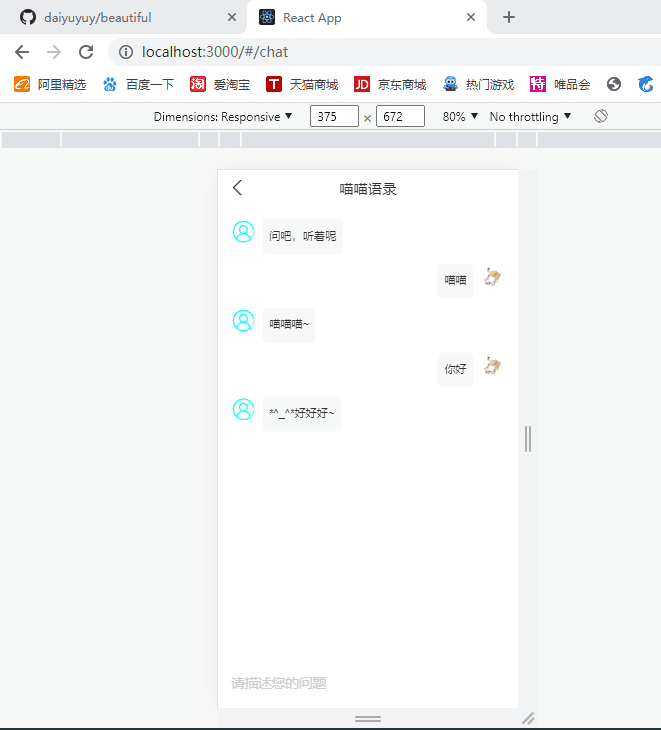 daiyuyuy/beautiful
React App
localhost:3000/#/chat
阿里精选 百度一下 爱淘宝 天猫商城 JD 京东商城 热门游戏 特 唯品会
Dimensions: Responsive ▼ 375 × 672 80% ▼ No throttling ▼
喵喵语录
问吧，听着呢
喵喵
喵喵喵~
你好
*^_^*好好好~
请描述您的问题